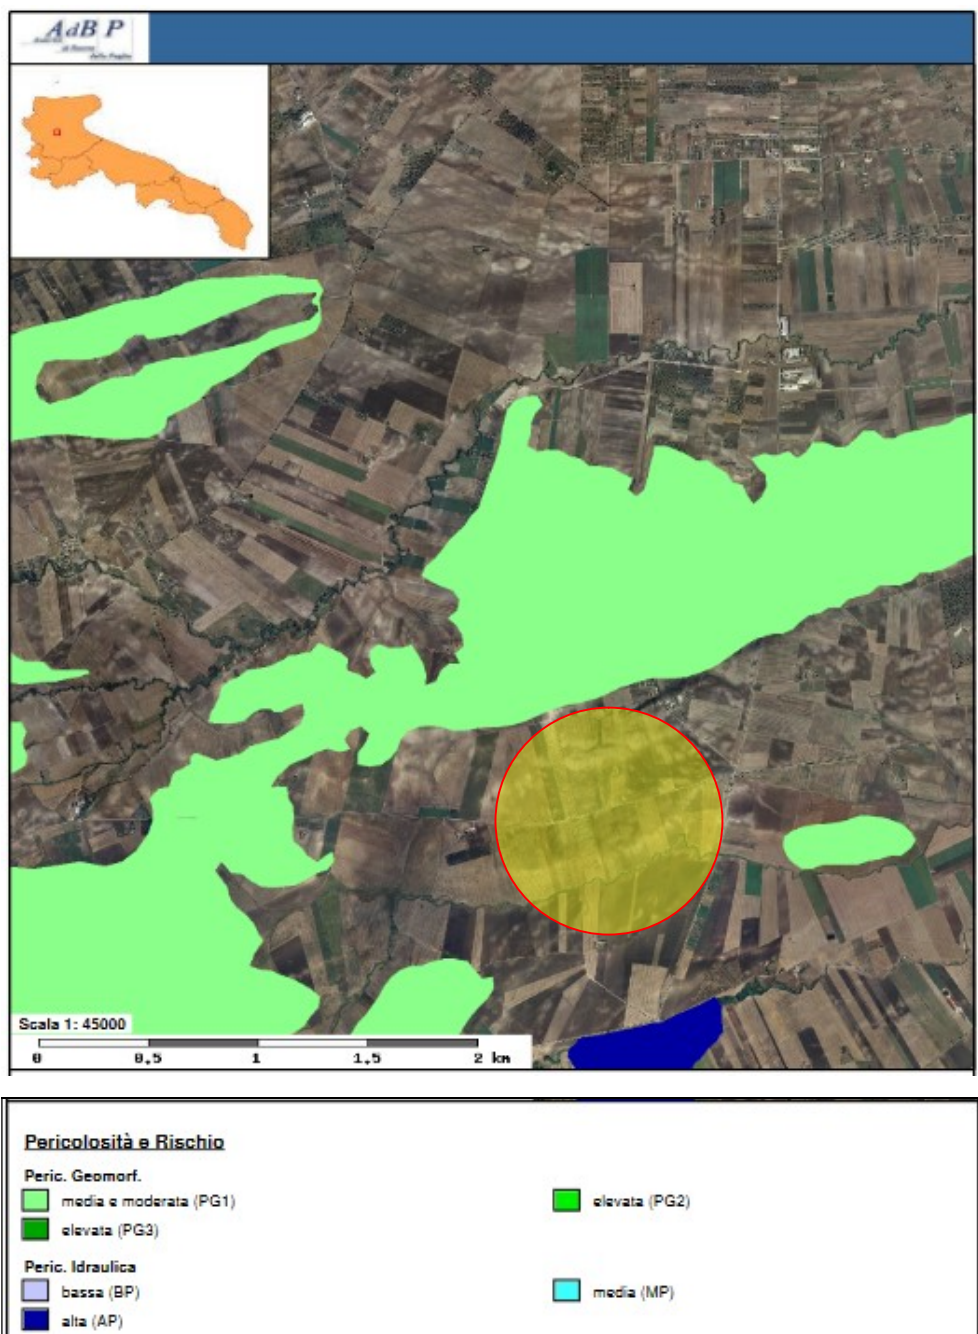 AdB P
Scala 1: 45000
0 0,5 1 1,5 2 km
Pericolosità e Rischio
Peric. Geomorf.
media e moderata (PG1)
elevata (PG2)
elevata (PG3)
Peric. Idraulica
bassa (BP)
media (MP)
alta (AP)